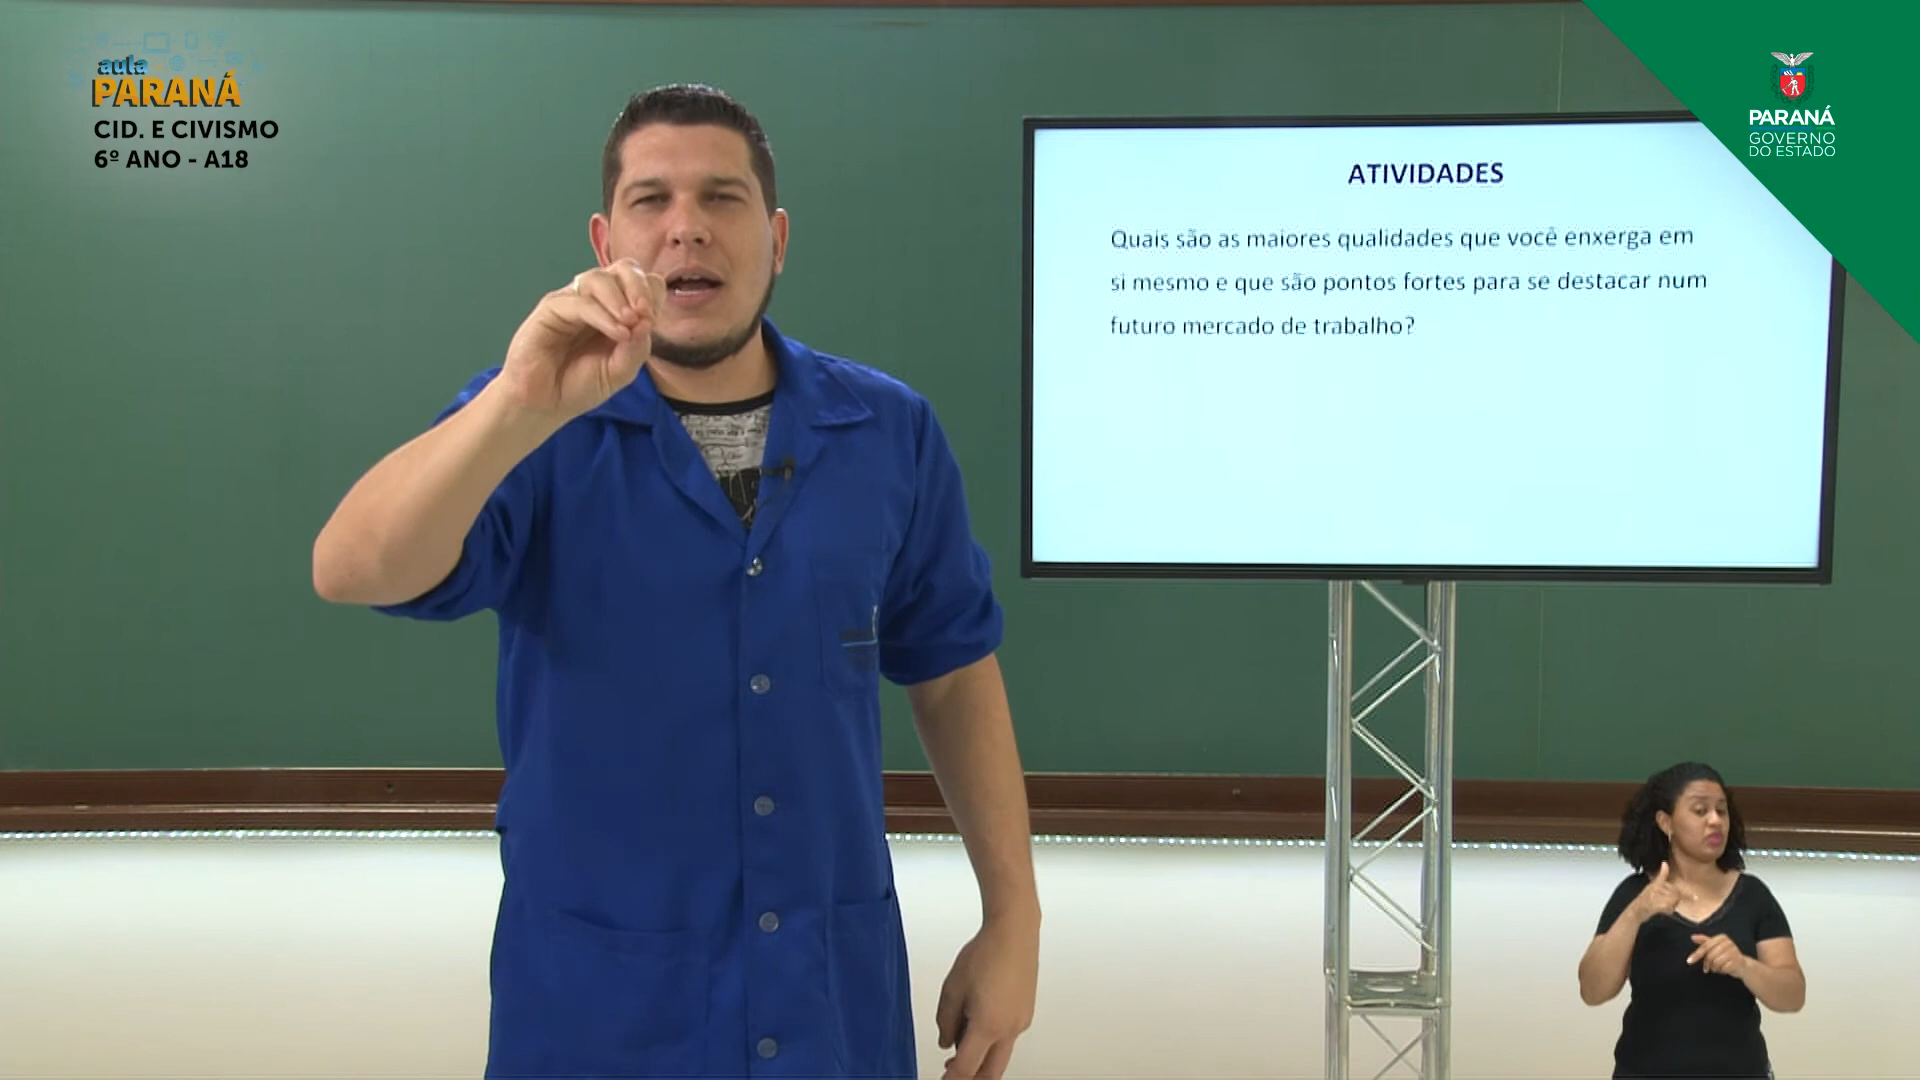 aula
PARANÁ
CID. E CIVISMO
6º ANO - A18
PARANÁ
GOVERNO
DO ESTADO
ATIVIDADES
Quais são as maiores qualidades que você enxerga em
si mesmo e que são pontos fortes para se destacar num
futuro mercado de trabalho?